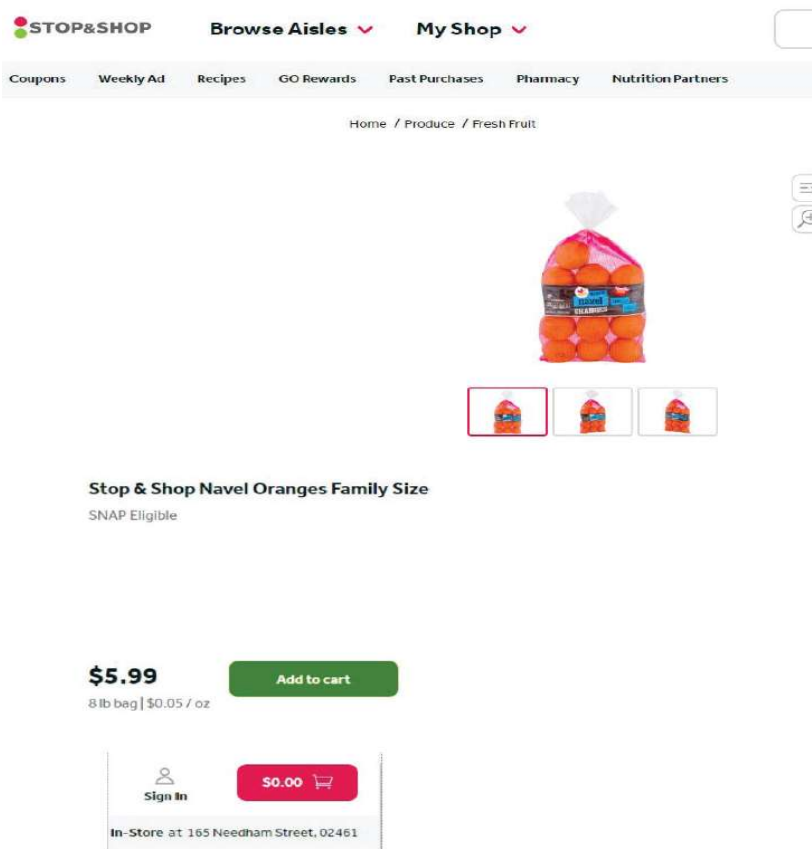 STOP&SHOP
Browse Aisles
My Shop
Coupons Weekly Ad Recipes GO Rewards Past Purchases Pharmacy Nutrition Partners
Home / Produce / Fresh Fruit
navel
ORANGES
Stop & Shop Navel Oranges Family Size
SNAP Eligible
$5.99
Add to cart
8 lb bag | $0.05 / oz
Sign In
$0.00
In-Store at 165 Needham Street, 02461